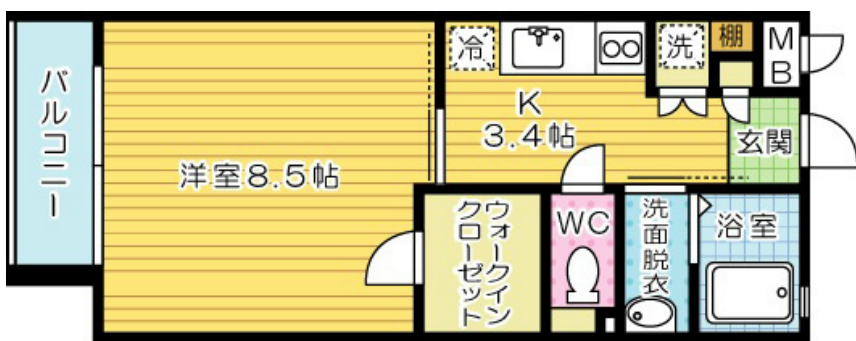 バルコニー
洋室8.5帖
冷
K
3.4帖
洗
棚
MB
玄関
ウォークイン
クローゼット
WC
洗面脱衣
浴室